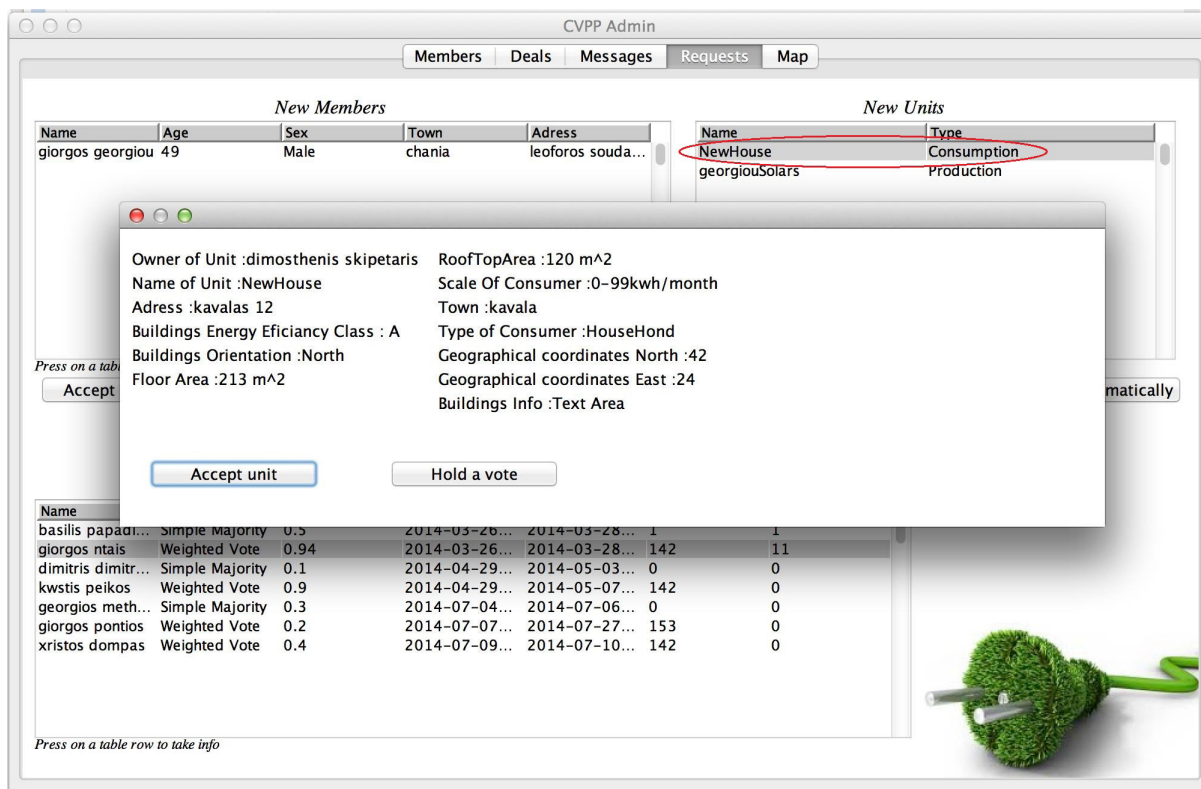 CVPP Admin
Members Deals Messages Requests Map
New Members New Units
Name Age Sex Town Adress Name Type
giorgos georgiou 49 Male chania leoforos souda... NewHouse Consumption
georgiouSolars Production
Owner of Unit :dimosthenis skipetaris RoofTopArea :120 m^2
Name of Unit :NewHouse Scale Of Consumer :0-99kwh/month
Adress :kavalas 12 Town :kavala
Buildings Energy Eficiancy Class : A Type of Consumer :HouseHond
Buildings Orientation :North Geographical coordinates North :42
Press on a tabl
Floor Area :213 m^2 Geographical coordinates East :24
Accept matically
Buildings Info :Text Area
Accept unit Hold a vote
Name
basilis papadi... Simple Majority 0.5 2014-03-26... 2014-03-28... 1 1
giorgos ntais Weighted Vote 0.94 2014-03-26... 2014-03-28... 142 11
dimitris dimitr... Simple Majority 0.1 2014-04-29... 2014-05-03... 0 0
kwstis peikos Weighted Vote 0.9 2014-04-29... 2014-05-07... 142 0
georgios meth... Simple Majority 0.3 2014-07-04... 2014-07-06... 0 0
giorgos pontios Weighted Vote 0.2 2014-07-07... 2014-07-27... 153 0
xristos dompas Weighted Vote 0.4 2014-07-09... 2014-07-10... 142 0
Press on a table row to take info